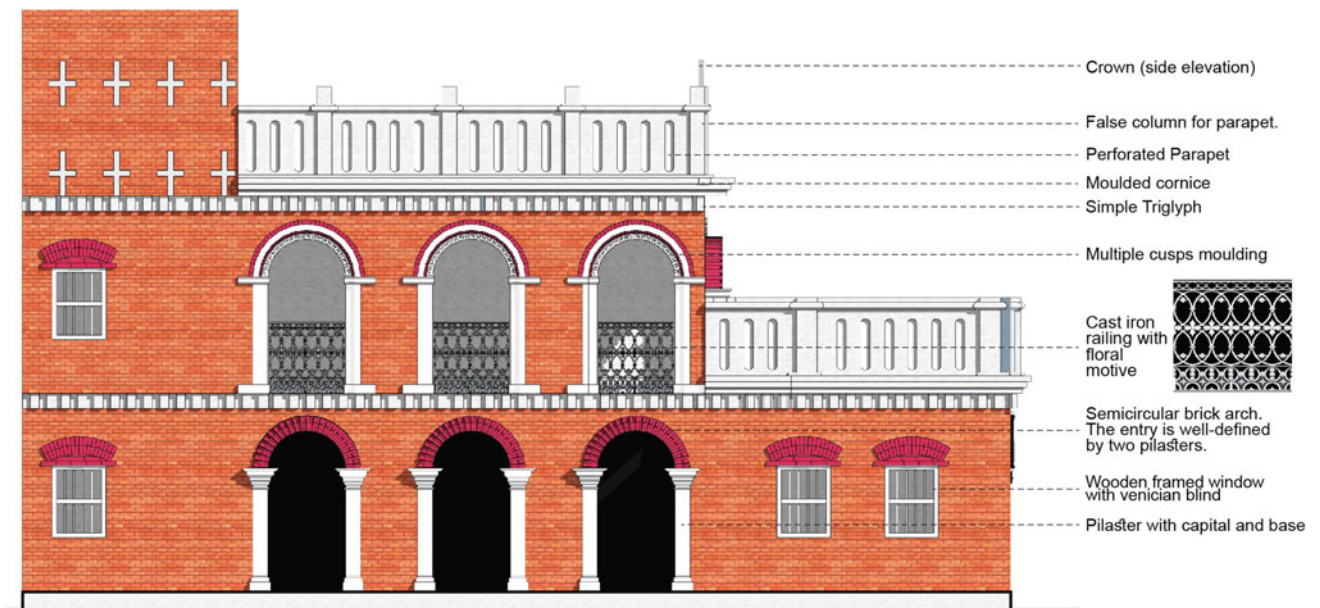 Crown (side elevation)
False column for parapet.
Perforated Parapet
Moulded cornice
Simple Triglyph
Multiple cusps moulding
Cast iron
railing with
floral
motive
Semicircular brick arch.
The entry is well-defined
by two pilasters.
Wooden framed window
with venician blind
Pilaster with capital and base